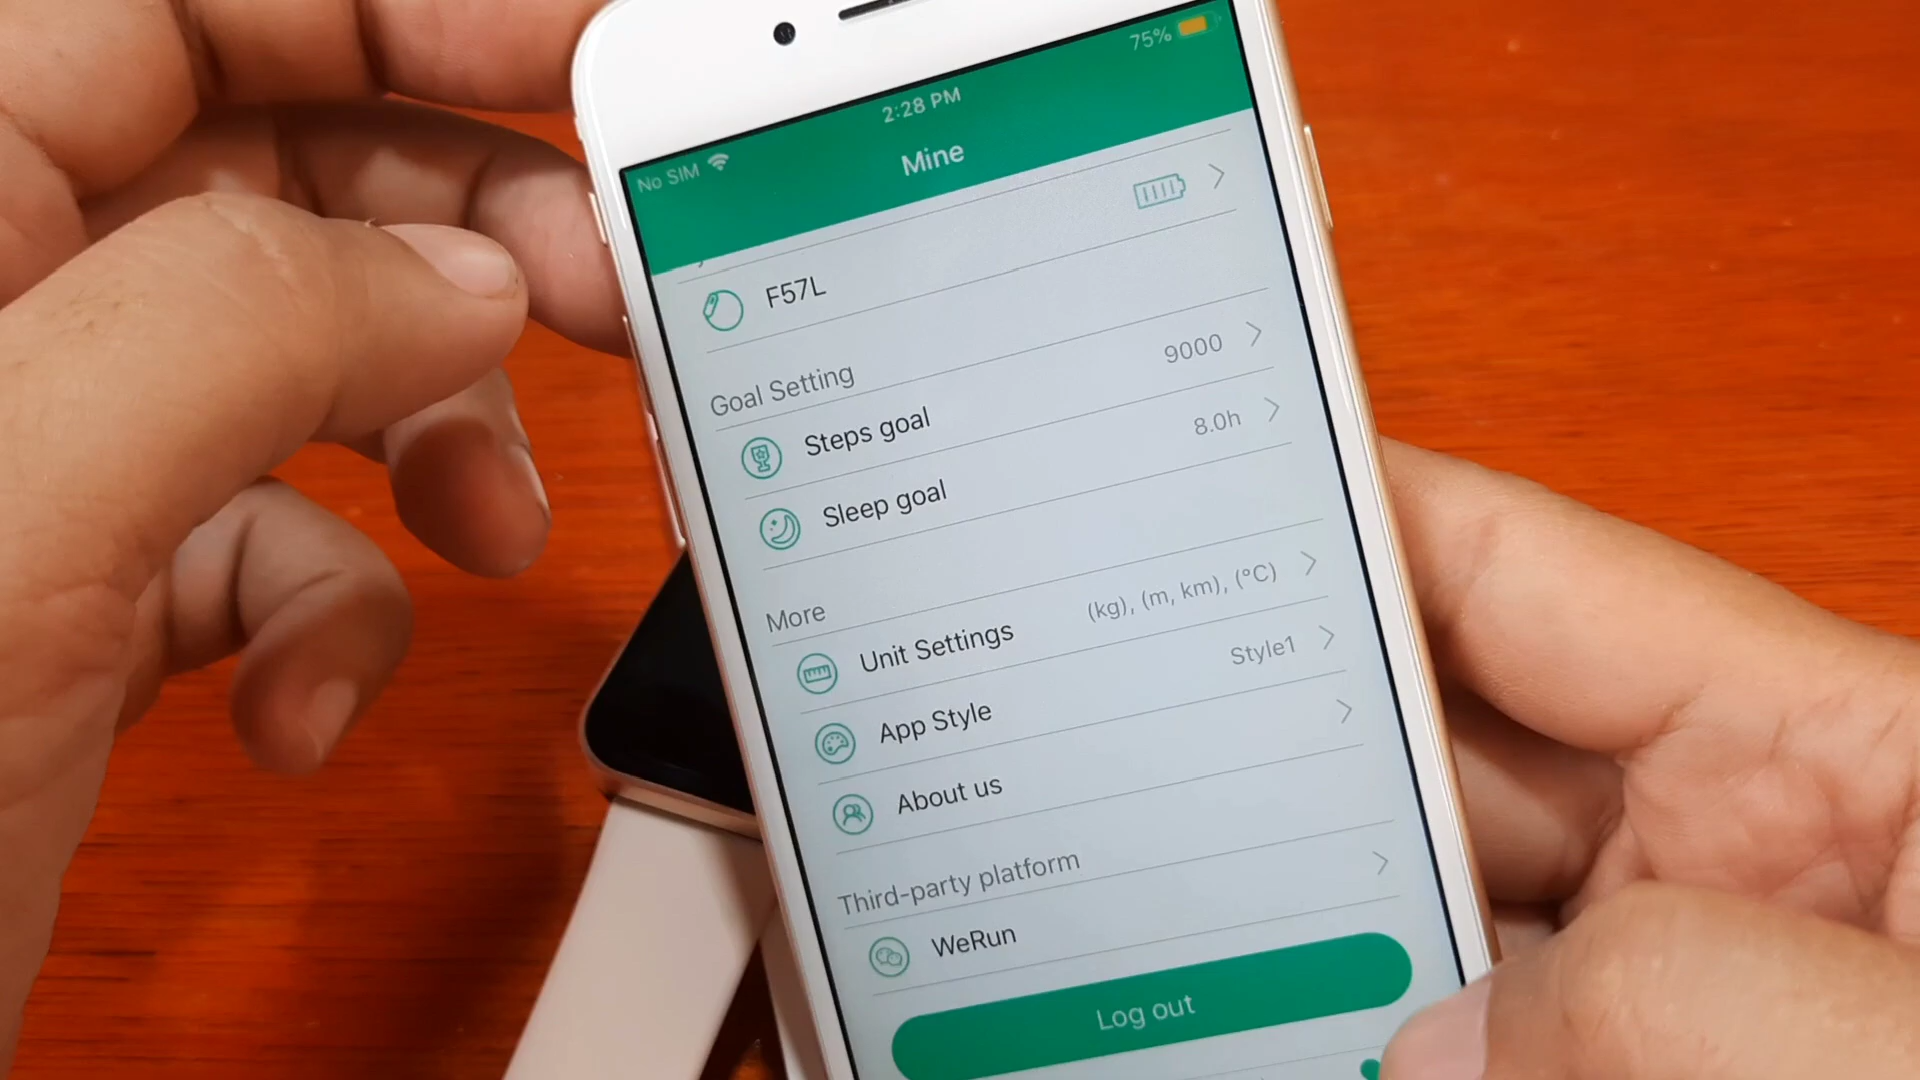 No SIM
2:28 PM
75%
Mine
F57L
Goal Setting
Steps goal 9000
Sleep goal 8.0h
More
Unit Settings (kg), (m, km), (°C)
App Style Style1
About us
Third-party platform
WeRun
Log out